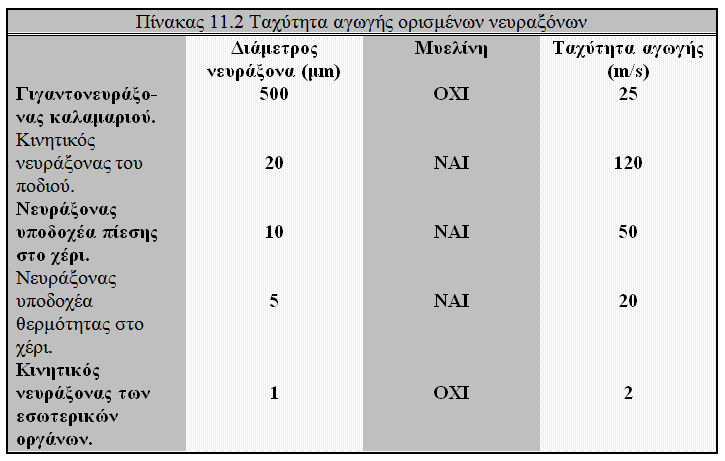 Πίνακας 11.2 Ταχύτητα αγωγής ορισμένων νευραξόνων
Διάμετρος νευράξονα (μm) Μυελίνη Ταχύτητα αγωγής (m/s)
Γιγαντονευράξο-
νας καλαμαριού. 500 ΟΧΙ 25
Κινητικός
νευράξονας του
ποδιού. 20 ΝΑΙ 120
Νευράξονας
υποδοχέα πίεσης
στο χέρι. 10 ΝΑΙ 50
Νευράξονας
υποδοχέα
θερμότητας στο
χέρι. 5 ΝΑΙ 20
Κινητικός
νευράξονας των
εσωτερικών
οργάνων. 1 ΟΧΙ 2